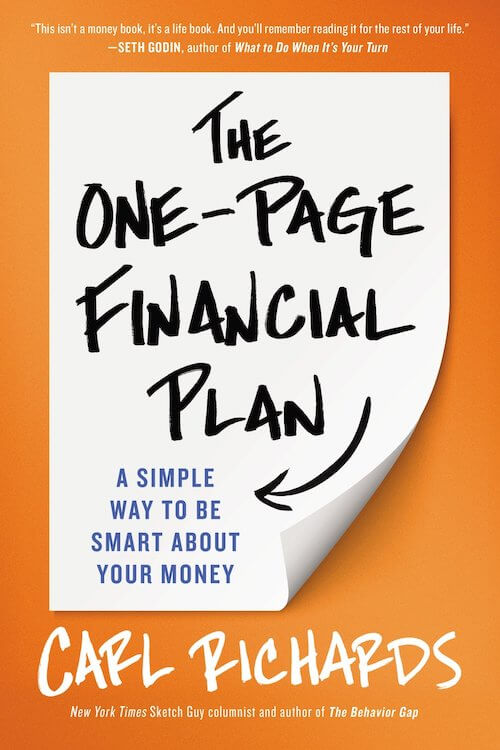 “This isn’t a money book, it’s a life book. And you’ll remember reading it for the rest of your life.”
—SETH GODIN, author of What to Do When It’s Your Turn
THE
ONE-PAGE
FINANCIAL
PLAN
A SIMPLE
WAY TO BE
SMART ABOUT
YOUR MONEY
CARL RICHARDS
New York Times Sketch Guy columnist and author of The Behavior Gap